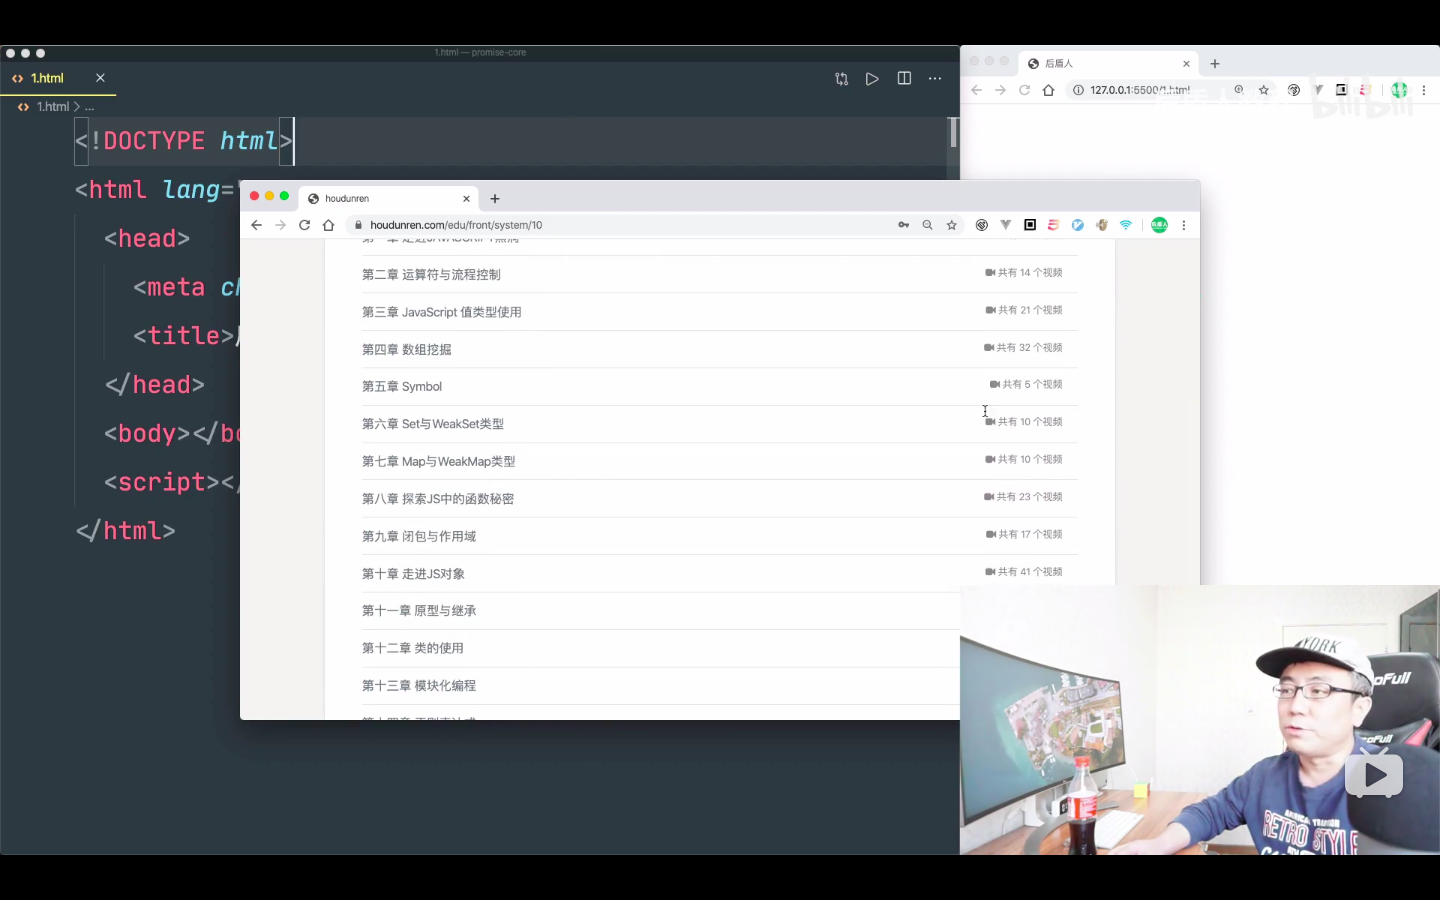 1.html — promise-core
1.html
1.html > ...
<!DOCTYPE html>
<html lang=
<head>
<meta ch
<title>
</head>
<body></bo
<script></
</html>
后盾人
127.0.0.1:5500/1.html
bilibili
houdunren
houdunren.com/edu/front/system/10
第二章 运算符与流程控制
共有 14 个视频
第三章 JavaScript 值类型使用
共有 21 个视频
第四章 数组挖掘
共有 32 个视频
第五章 Symbol
共有 5 个视频
第六章 Set与WeakSet类型
共有 10 个视频
第七章 Map与WeakMap类型
共有 10 个视频
第八章 探索JS中的函数秘密
共有 23 个视频
第九章 闭包与作用域
共有 17 个视频
第十章 走进JS对象
共有 41 个视频
第十一章 原型与继承
第十二章 类的使用
第十三章 模块化编程
YORK
RETRO STYLE